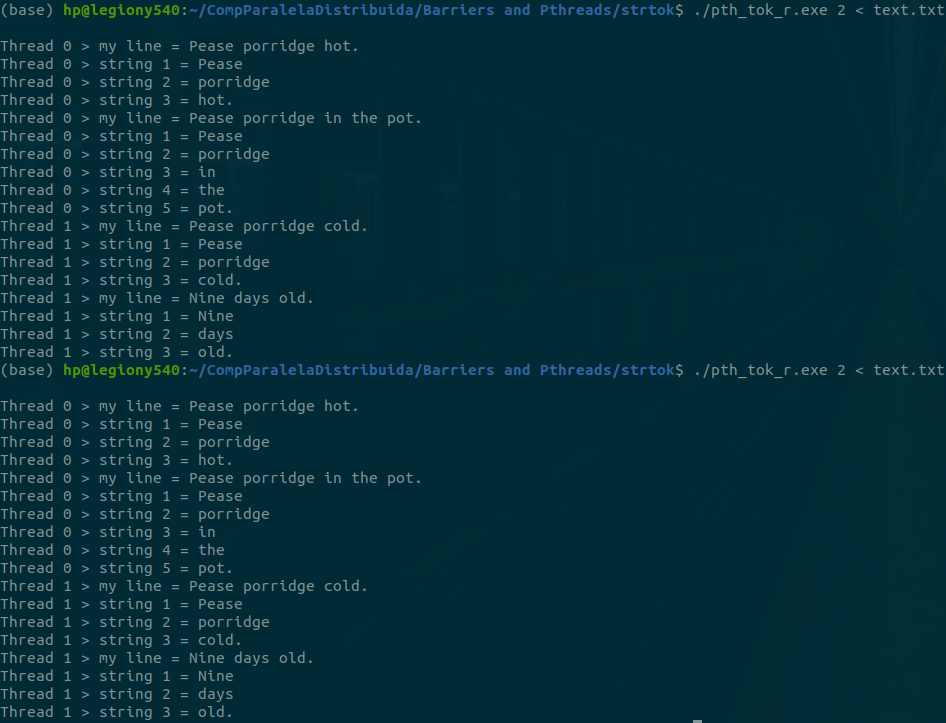 (base) hp@legiony540:~/CompParalelaDistribuida/Barriers and Pthreads/strtok$ ./pth_tok_r.exe 2 < text.txt
Thread 0 > my line = Pease porridge hot.
Thread 0 > string 1 = Pease
Thread 0 > string 2 = porridge
Thread 0 > string 3 = hot.
Thread 0 > my line = Pease porridge in the pot.
Thread 0 > string 1 = Pease
Thread 0 > string 2 = porridge
Thread 0 > string 3 = in
Thread 0 > string 4 = the
Thread 0 > string 5 = pot.
Thread 1 > my line = Pease porridge cold.
Thread 1 > string 1 = Pease
Thread 1 > string 2 = porridge
Thread 1 > string 3 = cold.
Thread 1 > my line = Nine days old.
Thread 1 > string 1 = Nine
Thread 1 > string 2 = days
Thread 1 > string 3 = old.
(base) hp@legiony540:~/CompParalelaDistribuida/Barriers and Pthreads/strtok$ ./pth_tok_r.exe 2 < text.txt
Thread 0 > my line = Pease porridge hot.
Thread 0 > string 1 = Pease
Thread 0 > string 2 = porridge
Thread 0 > string 3 = hot.
Thread 0 > my line = Pease porridge in the pot.
Thread 0 > string 1 = Pease
Thread 0 > string 2 = porridge
Thread 0 > string 3 = in
Thread 0 > string 4 = the
Thread 0 > string 5 = pot.
Thread 1 > my line = Pease porridge cold.
Thread 1 > string 1 = Pease
Thread 1 > string 2 = porridge
Thread 1 > string 3 = cold.
Thread 1 > my line = Nine days old.
Thread 1 > string 1 = Nine
Thread 1 > string 2 = days
Thread 1 > string 3 = old.